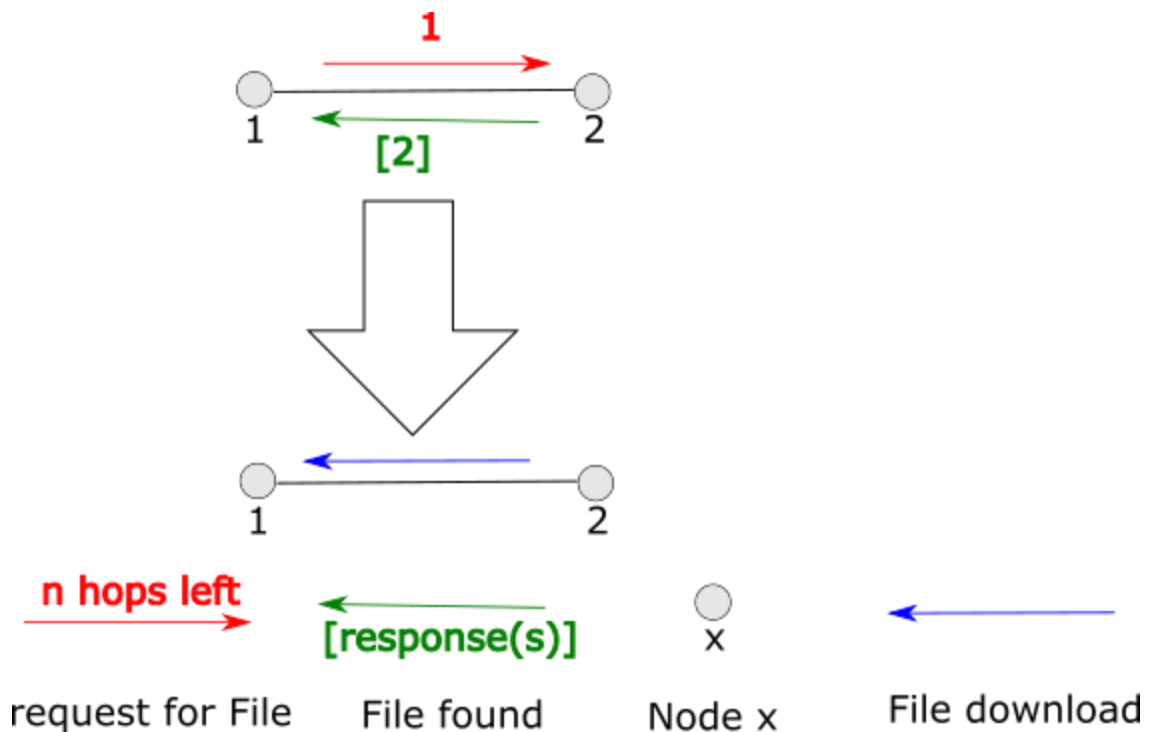 1
1 2
[2]
1 2
n hops left
[response(s)]
x
request for File File found Node x File download